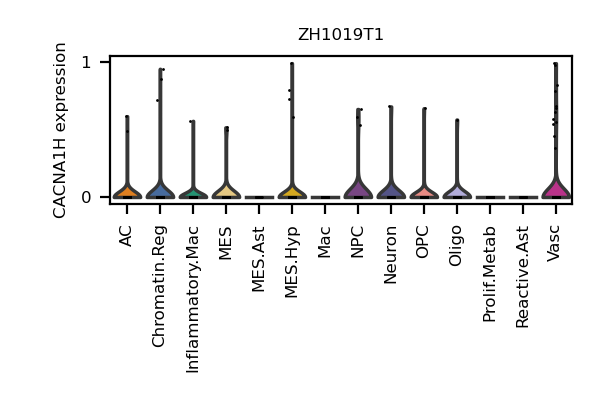 ZH1019T1
CACNA1H expression
1
0
AC
Chromatin.Reg
Inflammatory.Mac
MES
MES.Ast
MES.Hyp
Mac
NPC
Neuron
OPC
Oligo
Prolif.Metab
Reactive.Ast
Vasc